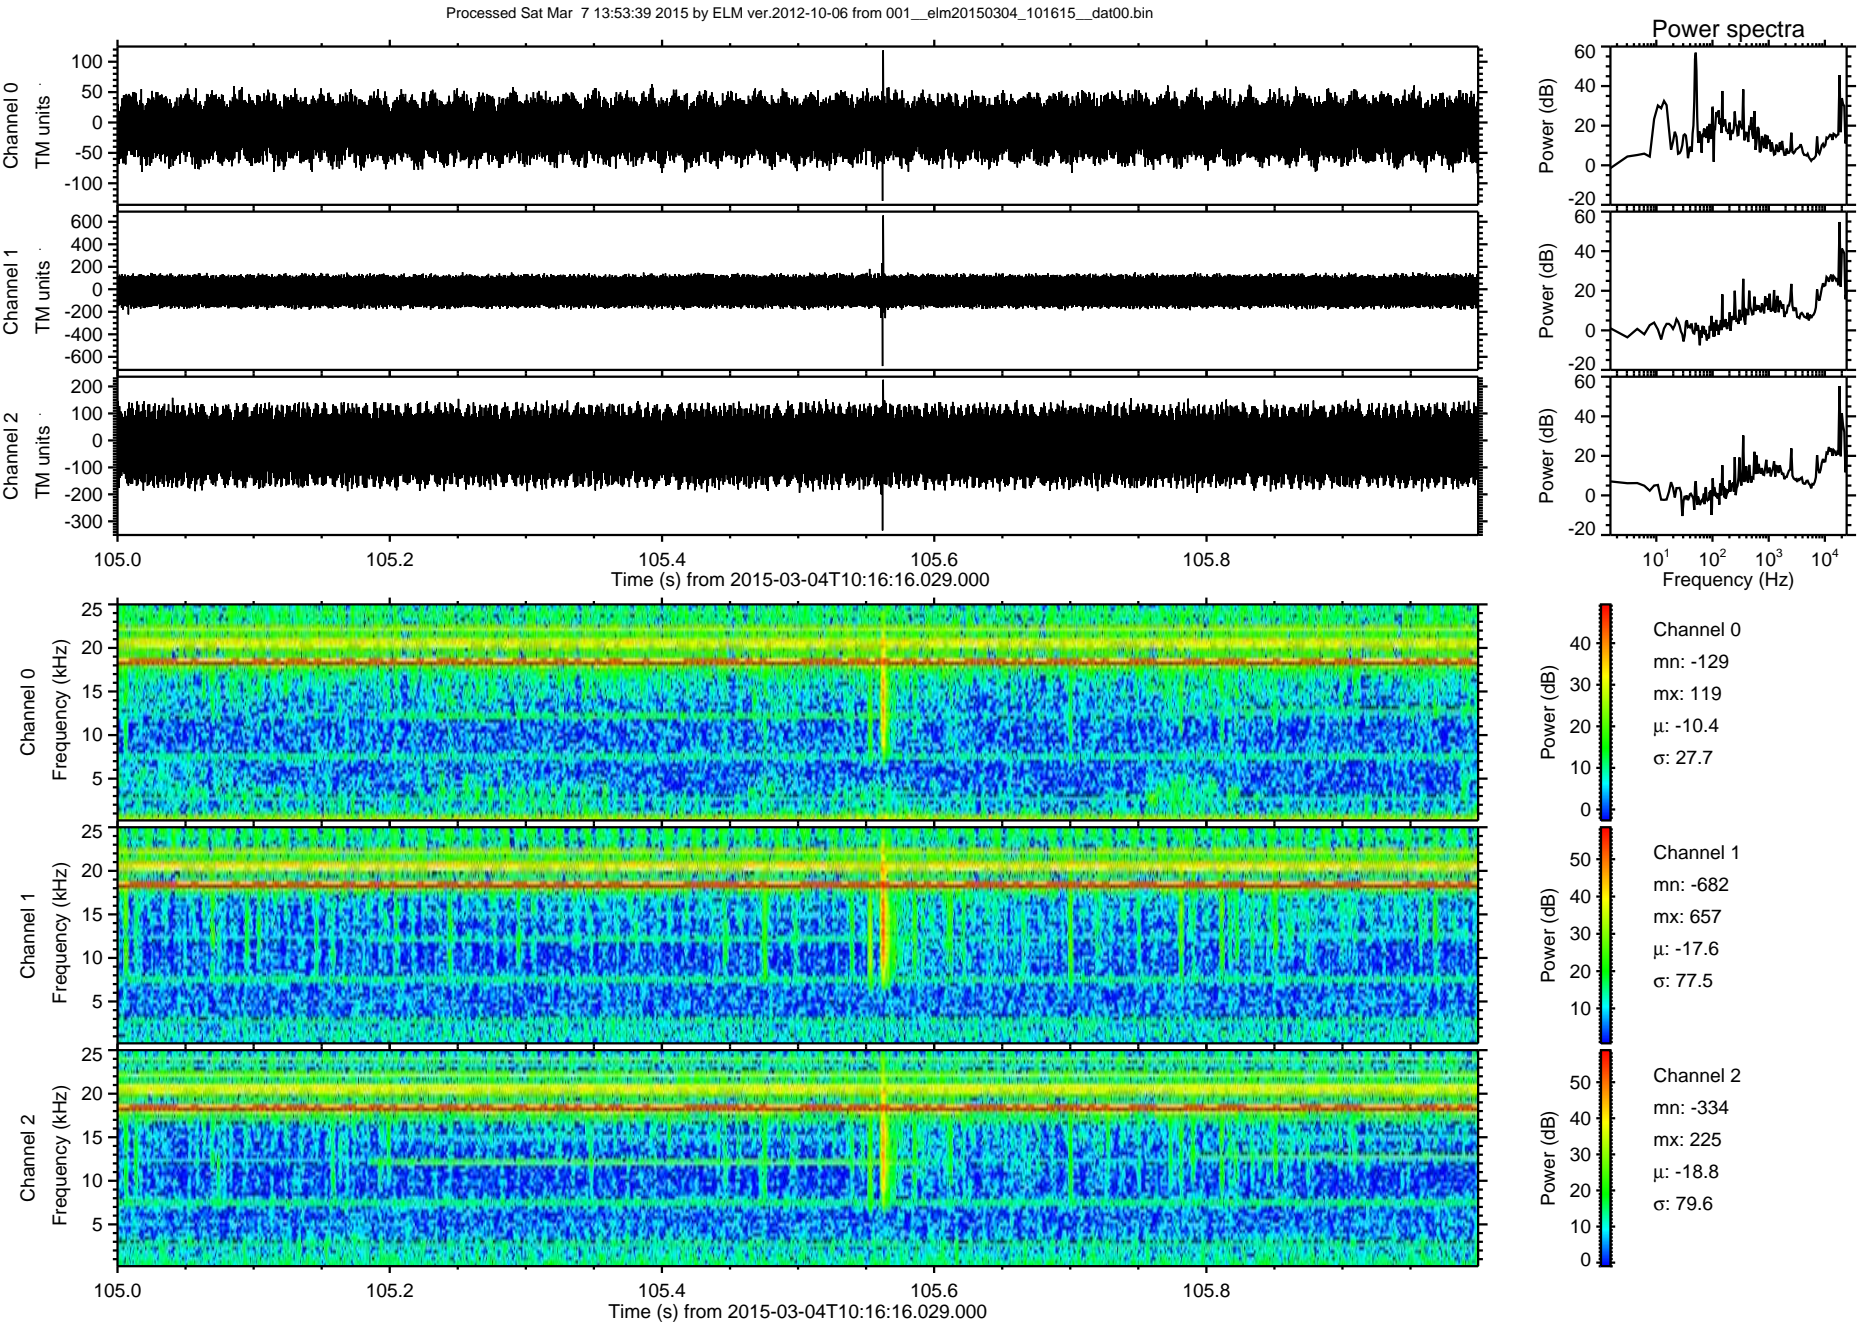 Processed Sat Mar 7 13:53:39 2015 by ELM ver.2012-10-06 from 001__elm20150304_101615__dat00.bin
Power spectra
Channel 0
TM units
100
50
0
-50
-100
Power (dB)
60
40
20
0
-20
Channel 1
TM units
600
400
200
0
-200
-400
-600
Power (dB)
60
40
20
0
-20
Channel 2
TM units
200
100
0
-100
-200
-300
Power (dB)
60
40
20
0
-20
105.0 105.2 105.4 105.6 105.8
Time (s) from 2015-03-04T10:16:16.029.000
10¹ 10² 10³ 10⁴
Frequency (Hz)
Channel 0
Frequency (kHz)
25
20
15
10
5
Power (dB)
40
30
20
10
0
Channel 0
mn: -129
mx: 119
μ: -10.4
σ: 27.7
Channel 1
Frequency (kHz)
25
20
15
10
5
Power (dB)
50
40
30
20
10
Channel 1
mn: -682
mx: 657
μ: -17.6
σ: 77.5
Channel 2
Frequency (kHz)
25
20
15
10
5
Power (dB)
50
40
30
20
10
0
Channel 2
mn: -334
mx: 225
μ: -18.8
σ: 79.6
105.0 105.2 105.4 105.6 105.8
Time (s) from 2015-03-04T10:16:16.029.000